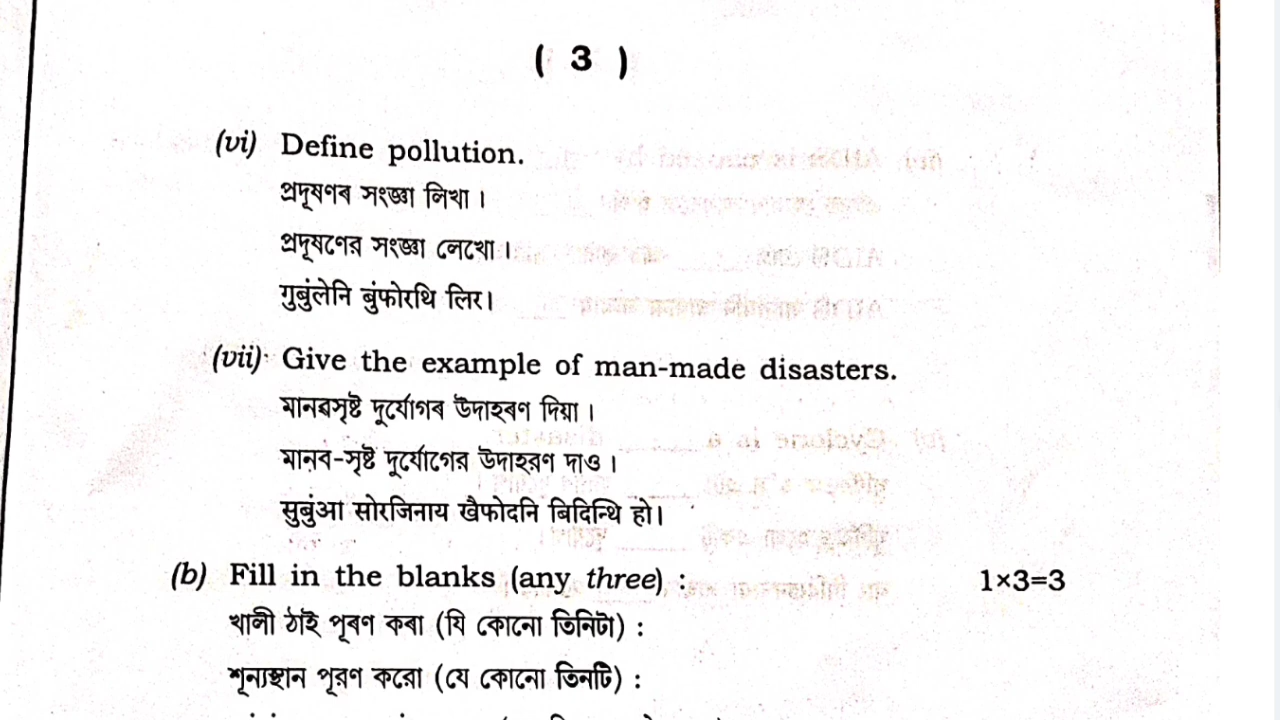 ( 3 )
(vi) Define pollution.
প্ৰদূষণৰ সংজ্ঞা লিখা ।
প্রদূষণের সংজ্ঞা লেখো ।
गुबुंलेनि बुंफोरथि लिर।
(vii) Give the example of man-made disasters.
মানৱসৃষ্ট দুৰ্যোগৰ উদাহৰণ দিয়া ।
মানব-সৃষ্ট দুর্যোগের উদাহরণ দাও ।
सुबुंआ सोरजिनाय खैफोदनि बिदिन्थि हो।
(b) Fill in the blanks (any three) : 1×3=3
খালী ঠাই পূৰণ কৰা (যি কোনো তিনিটা) :
শূন্যস্থান পূরণ করো (যে কোনো তিনটি) :